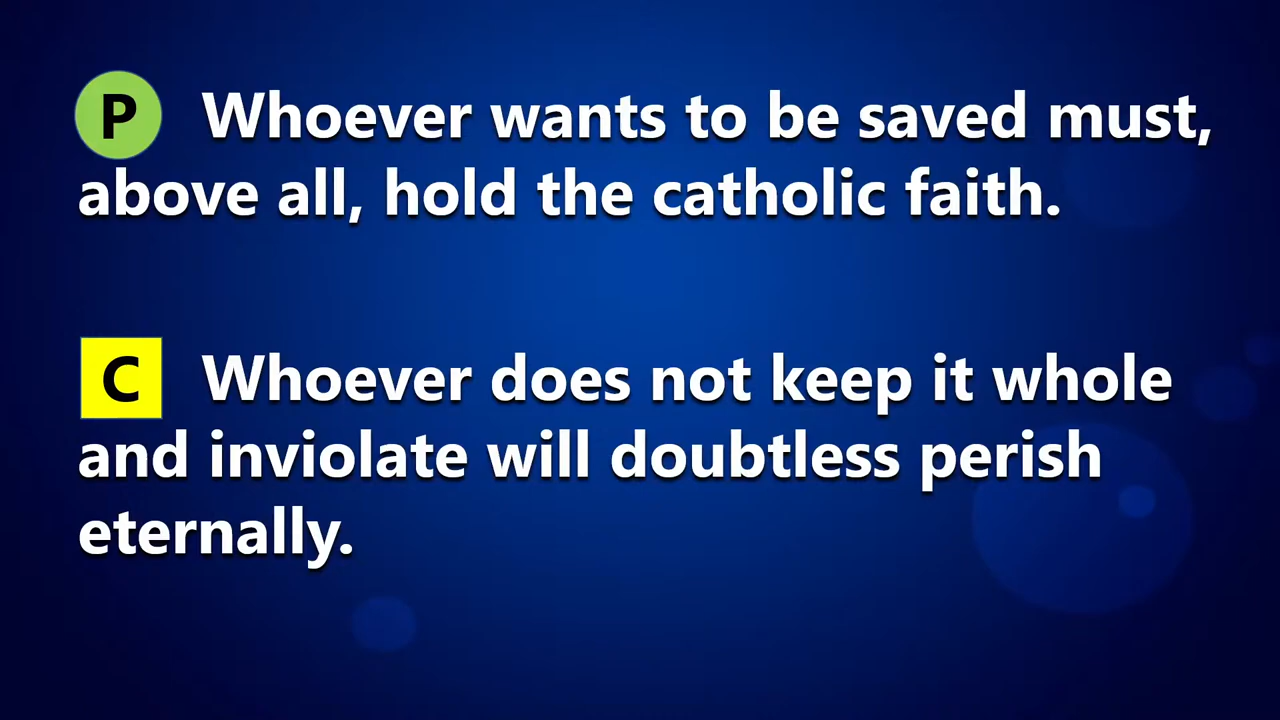 P Whoever wants to be saved must,
above all, hold the catholic faith.
C Whoever does not keep it whole
and inviolate will doubtless perish
eternally.